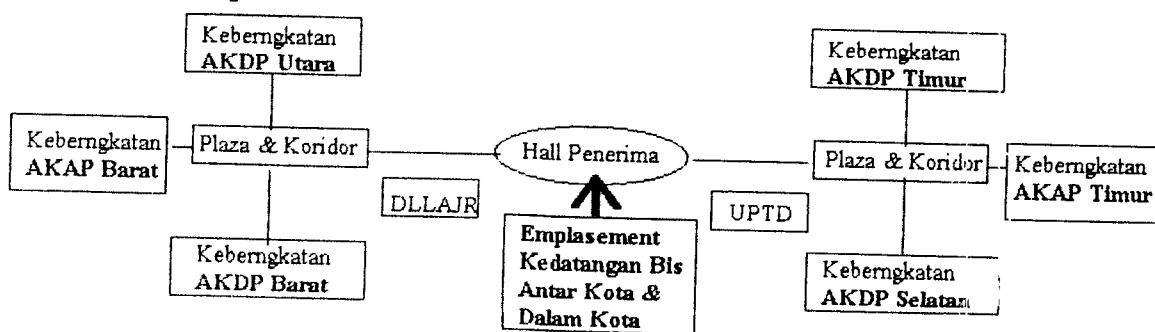 Keberngkatan
AKDP Utara
Keberngkatan
AKAP Barat
Plaza & Koridor
Keberngkatan
AKDP Barat
DLLAJR
Hall Penerima
Emplasement
Kedatangan Bis
Antar Kota &
Dalam Kota
UPTD
Keberngkatan
AKDP Timur
Plaza & Koridor
Keberngkatan
AKAP Timur
Keberngkatan
AKDP Selatan